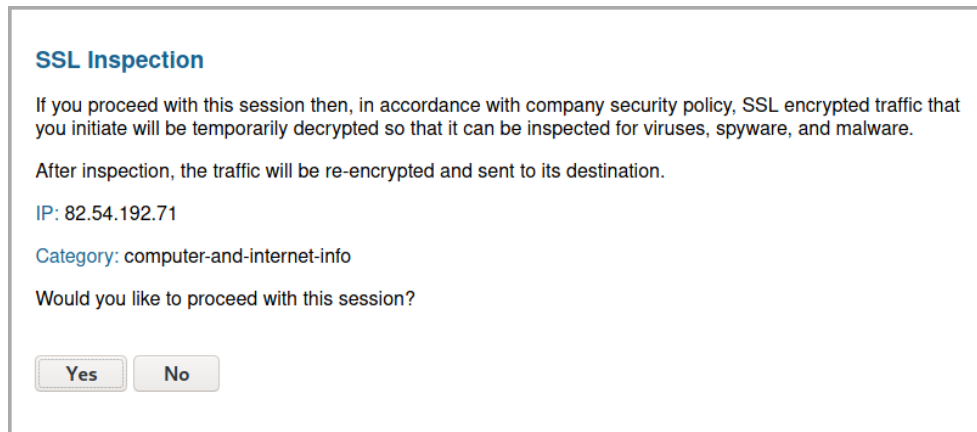 SSL Inspection
If you proceed with this session then, in accordance with company security policy, SSL encrypted traffic that
you initiate will be temporarily decrypted so that it can be inspected for viruses, spyware, and malware.
After inspection, the traffic will be re-encrypted and sent to its destination.
IP: 82.54.192.71
Category: computer-and-internet-info
Would you like to proceed with this session?
Yes No